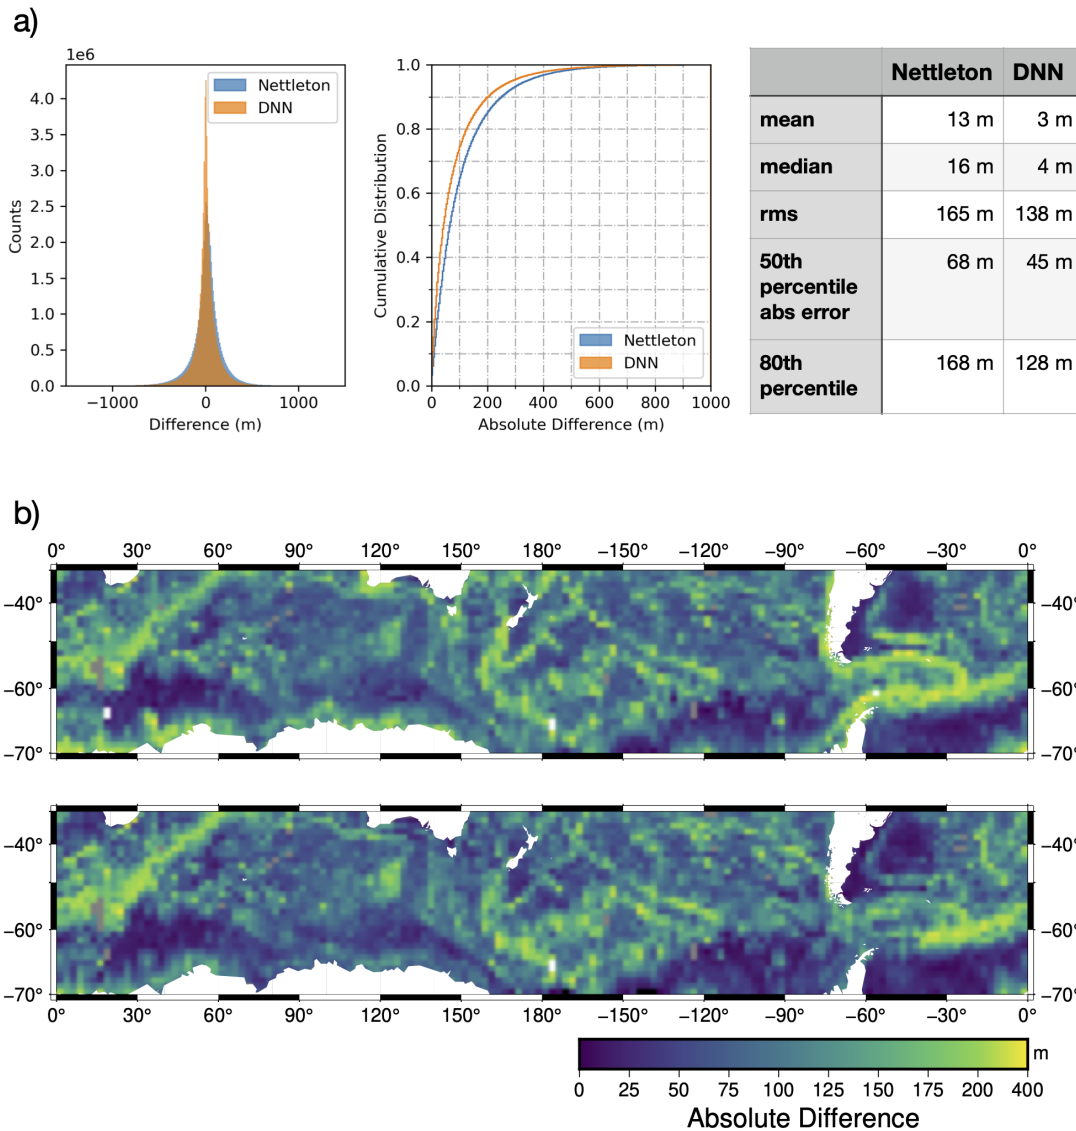 a)
1e6
Nettleton
DNN
4.0
3.5
3.0
2.5
2.0
1.5
1.0
0.5
0.0
Counts
−1000 0 1000
Difference (m)
1.0
0.8
0.6
0.4
0.2
0.0
Cumulative Distribution
Nettleton
DNN
0 200 400 600 800 1000
Absolute Difference (m)
Nettleton DNN
mean 13 m 3 m
median 16 m 4 m
rms 165 m 138 m
50th 68 m 45 m
percentile
abs error
80th 168 m 128 m
percentile
b)
0° 30° 60° 90° 120° 150° 180° −150° −120° −90° −60° −30° 0°
−40° −40°
−60° −60°
−70° −70°
−40° −40°
−60° −60°
−70° −70°
0° 30° 60° 90° 120° 150° 180° −150° −120° −90° −60° −30° 0°
m
0 25 50 75 100 125 150 175 200 400
Absolute Difference